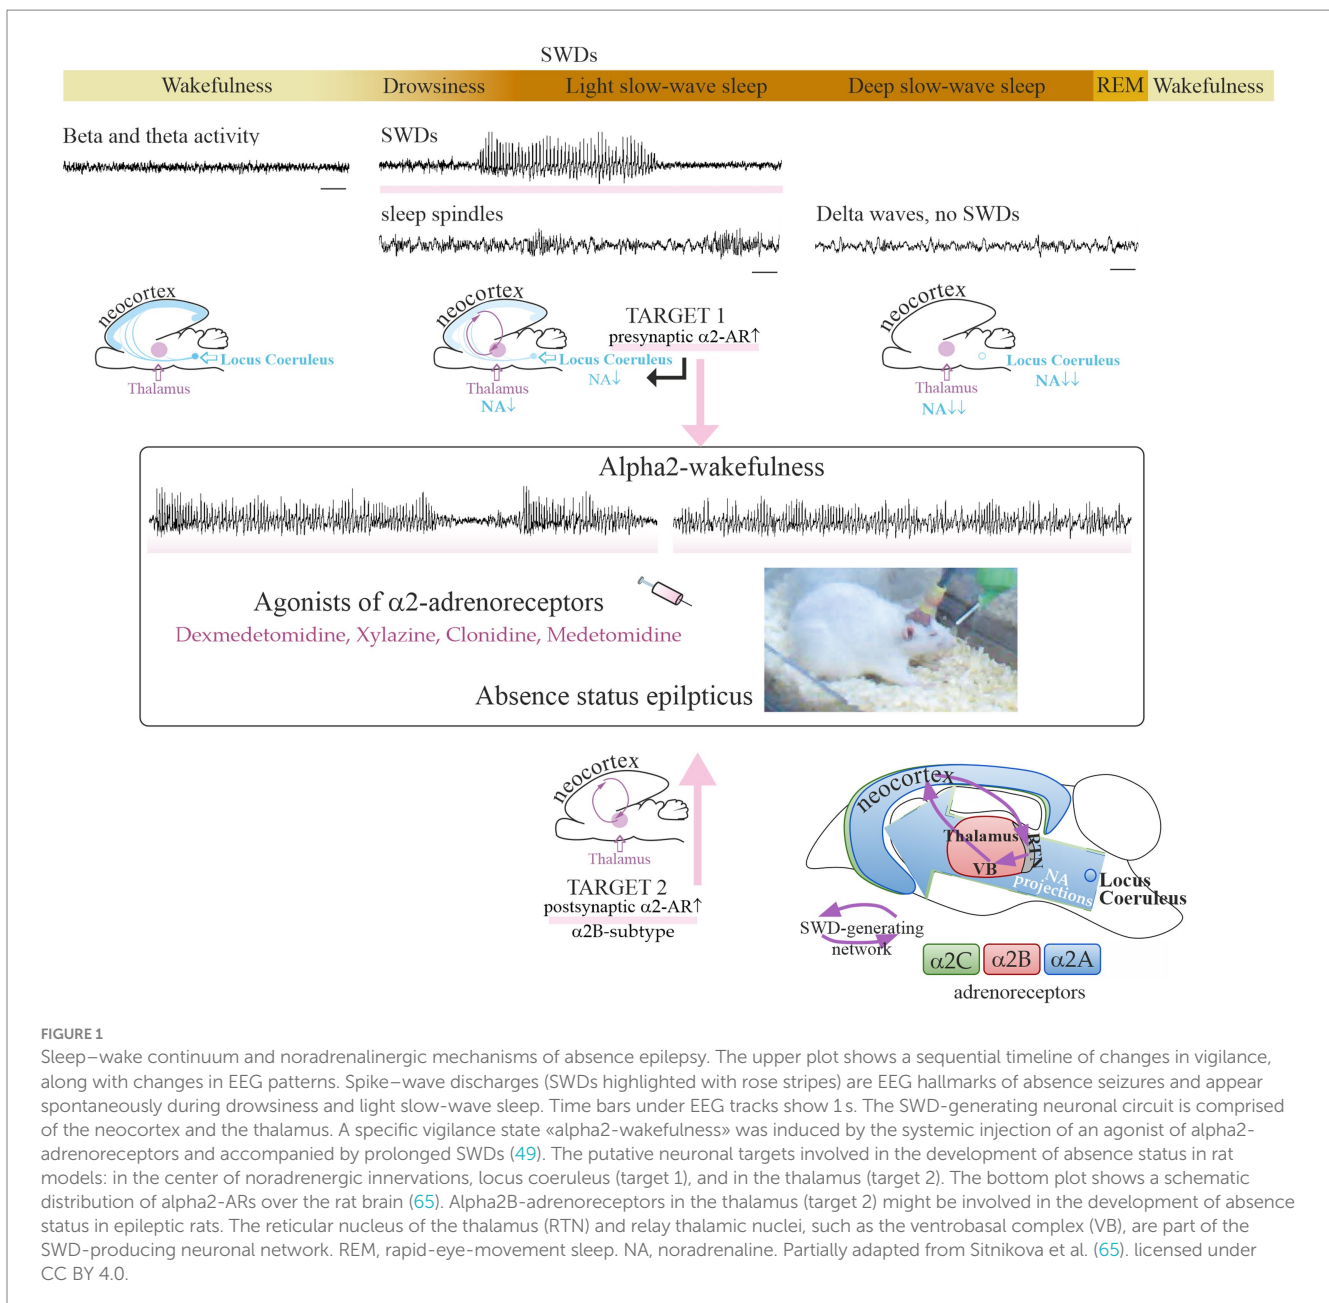 SWDs
Wakefulness
Drowsiness
Light slow-wave sleep
Deep slow-wave sleep
REM
Wakefulness
Beta and theta activity
SWDs
sleep spindles
Delta waves, no SWDs
neocortex
Locus Coeruleus
Thalamus
neocortex
Locus Coeruleus
NA↓
Thalamus
NA↓
TARGET 1
presynaptic α2-AR↑
neocortex
Locus Coeruleus
NA↓↓
Thalamus
NA↓↓
Alpha2-wakefulness
Agonists of α2-adrenoreceptors
Dexmedetomidine, Xylazine, Clonidine, Medetomidine
Absence status epilpticus
neocortex
Thalamus
TARGET 2
postsynaptic α2-AR↑
α2B-subtype
neocortex
Thalamus
VB
RTN
NA
projections
Locus
Coeruleus
SWD-generating
network
α2C
α2B
α2A
adrenoreceptors
FIGURE 1
Sleep–wake continuum and noradrenalinergic mechanisms of absence epilepsy. The upper plot shows a sequential timeline of changes in vigilance,
along with changes in EEG patterns. Spike–wave discharges (SWDs highlighted with rose stripes) are EEG hallmarks of absence seizures and appear
spontaneously during drowsiness and light slow-wave sleep. Time bars under EEG tracks show 1 s. The SWD-generating neuronal circuit is comprised
of the neocortex and the thalamus. A specific vigilance state «alpha2-wakefulness» was induced by the systemic injection of an agonist of alpha2-
adrenoreceptors and accompanied by prolonged SWDs (49). The putative neuronal targets involved in the development of absence status in rat
models: in the center of noradrenergic innervations, locus coeruleus (target 1), and in the thalamus (target 2). The bottom plot shows a schematic
distribution of alpha2-ARs over the rat brain (65). Alpha2B-adrenoreceptors in the thalamus (target 2) might be involved in the development of absence
status in epileptic rats. The reticular nucleus of the thalamus (RTN) and relay thalamic nuclei, such as the ventrobasal complex (VB), are part of the
SWD-producing neuronal network. REM, rapid-eye-movement sleep. NA, noradrenaline. Partially adapted from Sitnikova et al. (65). licensed under
CC BY 4.0.